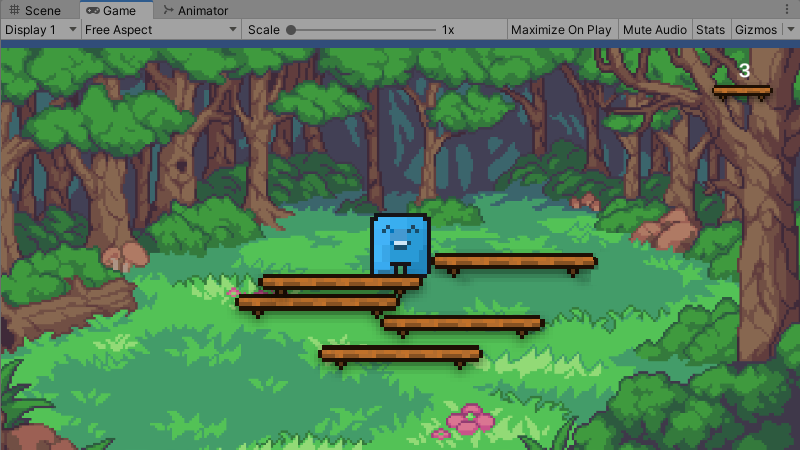 Scene Game Animator
Display 1 Free Aspect Scale 1x Maximize On Play Mute Audio Stats Gizmos
3